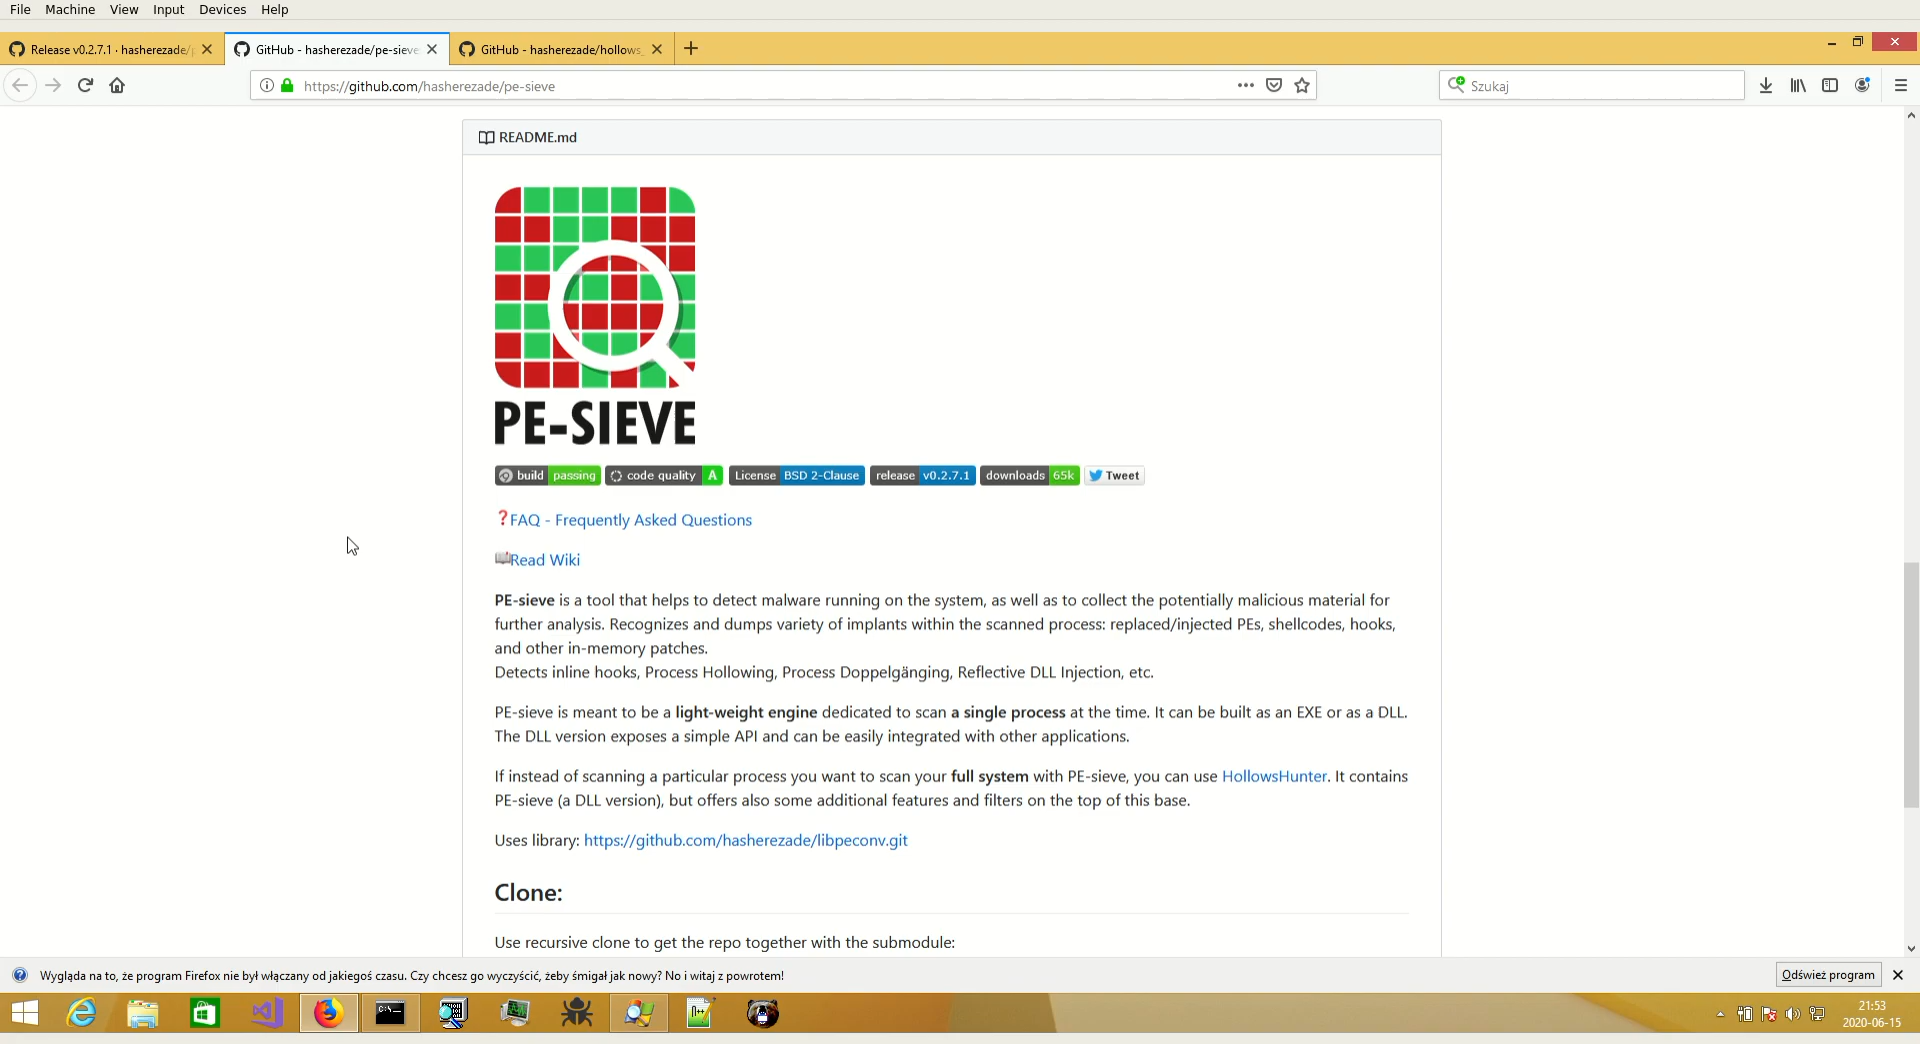 File Machine View Input Devices Help
Release v0.2.7.1 · hasherezade/p
GitHub - hasherezade/pe-sieve
GitHub - hasherezade/hollows_
https://github.com/hasherezade/pe-sieve
Szukaj
README.md
PE-SIEVE
build passing code quality A License BSD 2-Clause release v0.2.7.1 downloads 65k Tweet
❓FAQ - Frequently Asked Questions
Read Wiki
PE-sieve is a tool that helps to detect malware running on the system, as well as to collect the potentially malicious material for
further analysis. Recognizes and dumps variety of implants within the scanned process: replaced/injected PEs, shellcodes, hooks,
and other in-memory patches.
Detects inline hooks, Process Hollowing, Process Doppelgänging, Reflective DLL Injection, etc.
PE-sieve is meant to be a light-weight engine dedicated to scan a single process at the time. It can be built as an EXE or as a DLL.
The DLL version exposes a simple API and can be easily integrated with other applications.
If instead of scanning a particular process you want to scan your full system with PE-sieve, you can use HollowsHunter. It contains
PE-sieve (a DLL version), but offers also some additional features and filters on the top of this base.
Uses library: https://github.com/hasherezade/libpeconv.git
Clone:
Use recursive clone to get the repo together with the submodule:
Wygląda na to, że program Firefox nie był włączany od jakiegoś czasu. Czy chcesz go wyczyścić, żeby śmigał jak nowy? No i witaj z powrotem!
Odśwież program
21:53
2020-06-15